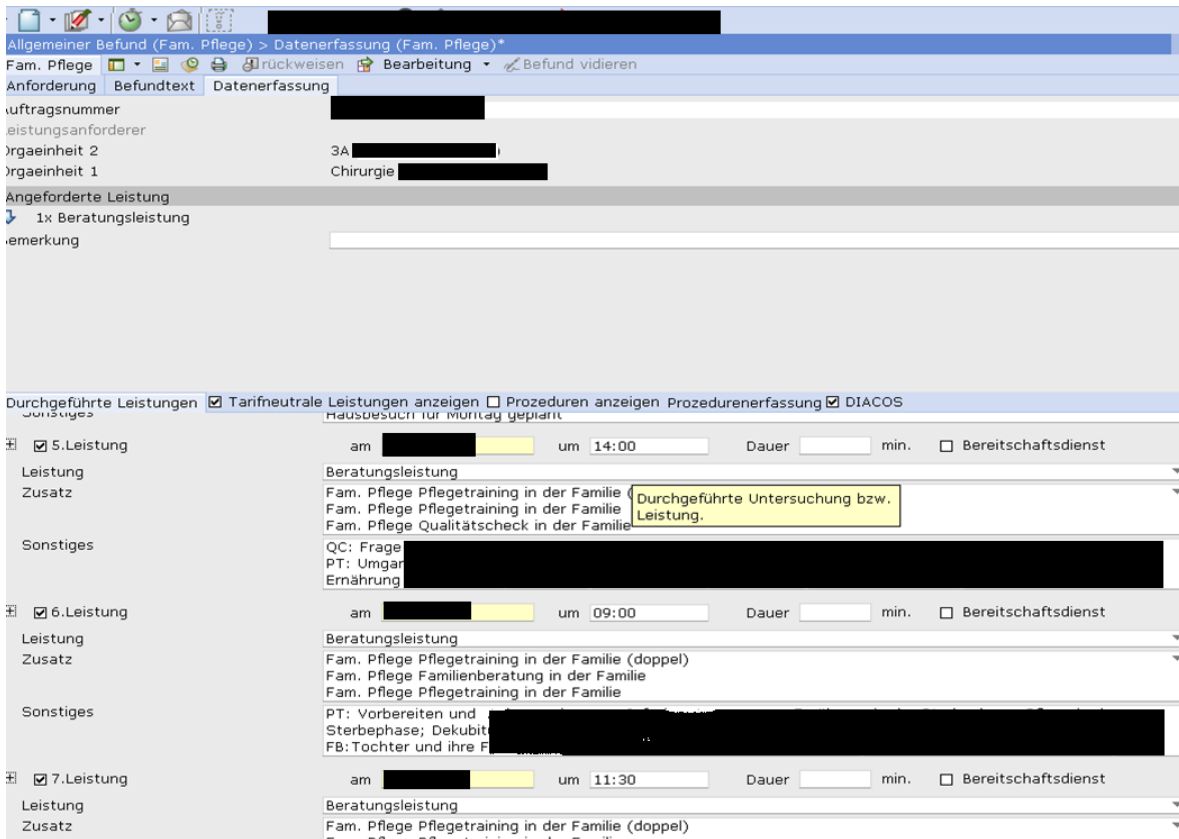 Allgemeiner Befund (Fam. Pflege) > Datenerfassung (Fam. Pflege)*
Fam. Pflege rückweisen Bearbeitung Befund vidieren
Anforderung Befundtext Datenerfassung
Auftragsnummer
Leistungsanforderer
Orgaeinheit 2 3A
Orgaeinheit 1 Chirurgie
Angeforderte Leistung
1x Beratungsleistung
Bemerkung
Durchgeführte Leistungen Tarifneutrale Leistungen anzeigen Prozeduren anzeigen Prozedurenerfassung DIACOS
Sonstiges Hausbesuch für Montag geplant
5.Leistung am um 14:00 Dauer min. Bereitschaftsdienst
Leistung Beratungsleistung
Zusatz Fam. Pflege Pflegetraining in der Familie (
Fam. Pflege Pflegetraining in der Familie
Fam. Pflege Qualitätscheck in der Familie
Durchgeführte Untersuchung bzw.
Leistung.
Sonstiges QC: Frage
PT: Umgan
Ernährung
6.Leistung am um 09:00 Dauer min. Bereitschaftsdienst
Leistung Beratungsleistung
Zusatz Fam. Pflege Pflegetraining in der Familie (doppel)
Fam. Pflege Familienberatung in der Familie
Fam. Pflege Pflegetraining in der Familie
Sonstiges PT: Vorbereiten und
Sterbephase; Dekubit
FB:Tochter und ihre F
7.Leistung am um 11:30 Dauer min. Bereitschaftsdienst
Leistung Beratungsleistung
Zusatz Fam. Pflege Pflegetraining in der Familie (doppel)